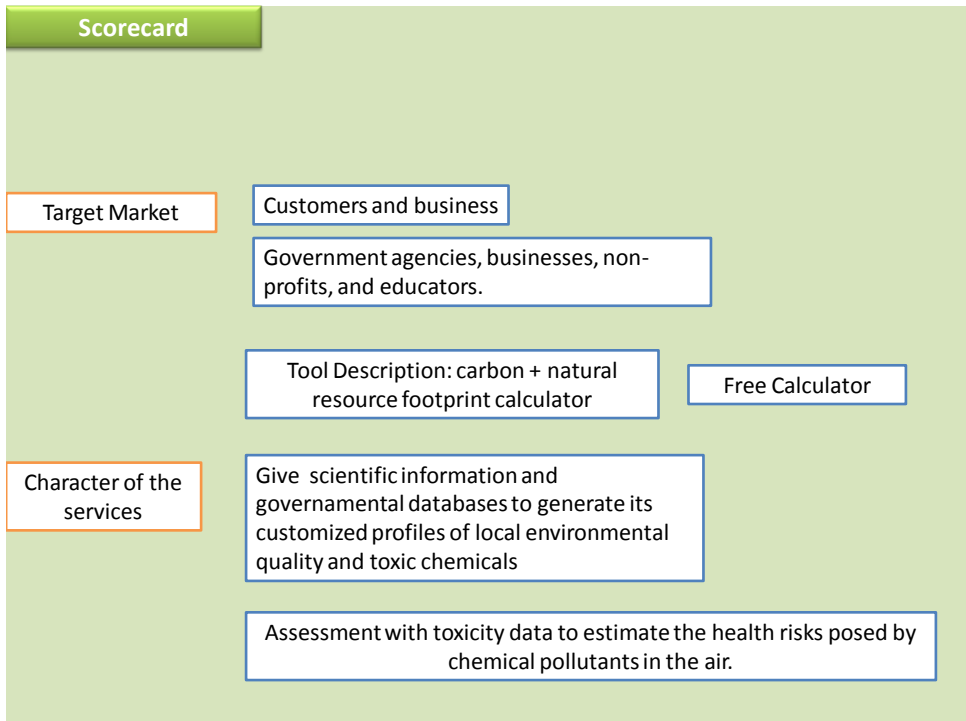 Scorecard
Target Market
Customers and business
Government agencies, businesses, non-
profits, and educators.
Tool Description: carbon + natural
resource footprint calculator
Free Calculator
Character of the
services
Give scientific information and
governamental databases to generate its
customized profiles of local environmental
quality and toxic chemicals
Assessment with toxicity data to estimate the health risks posed by
chemical pollutants in the air.